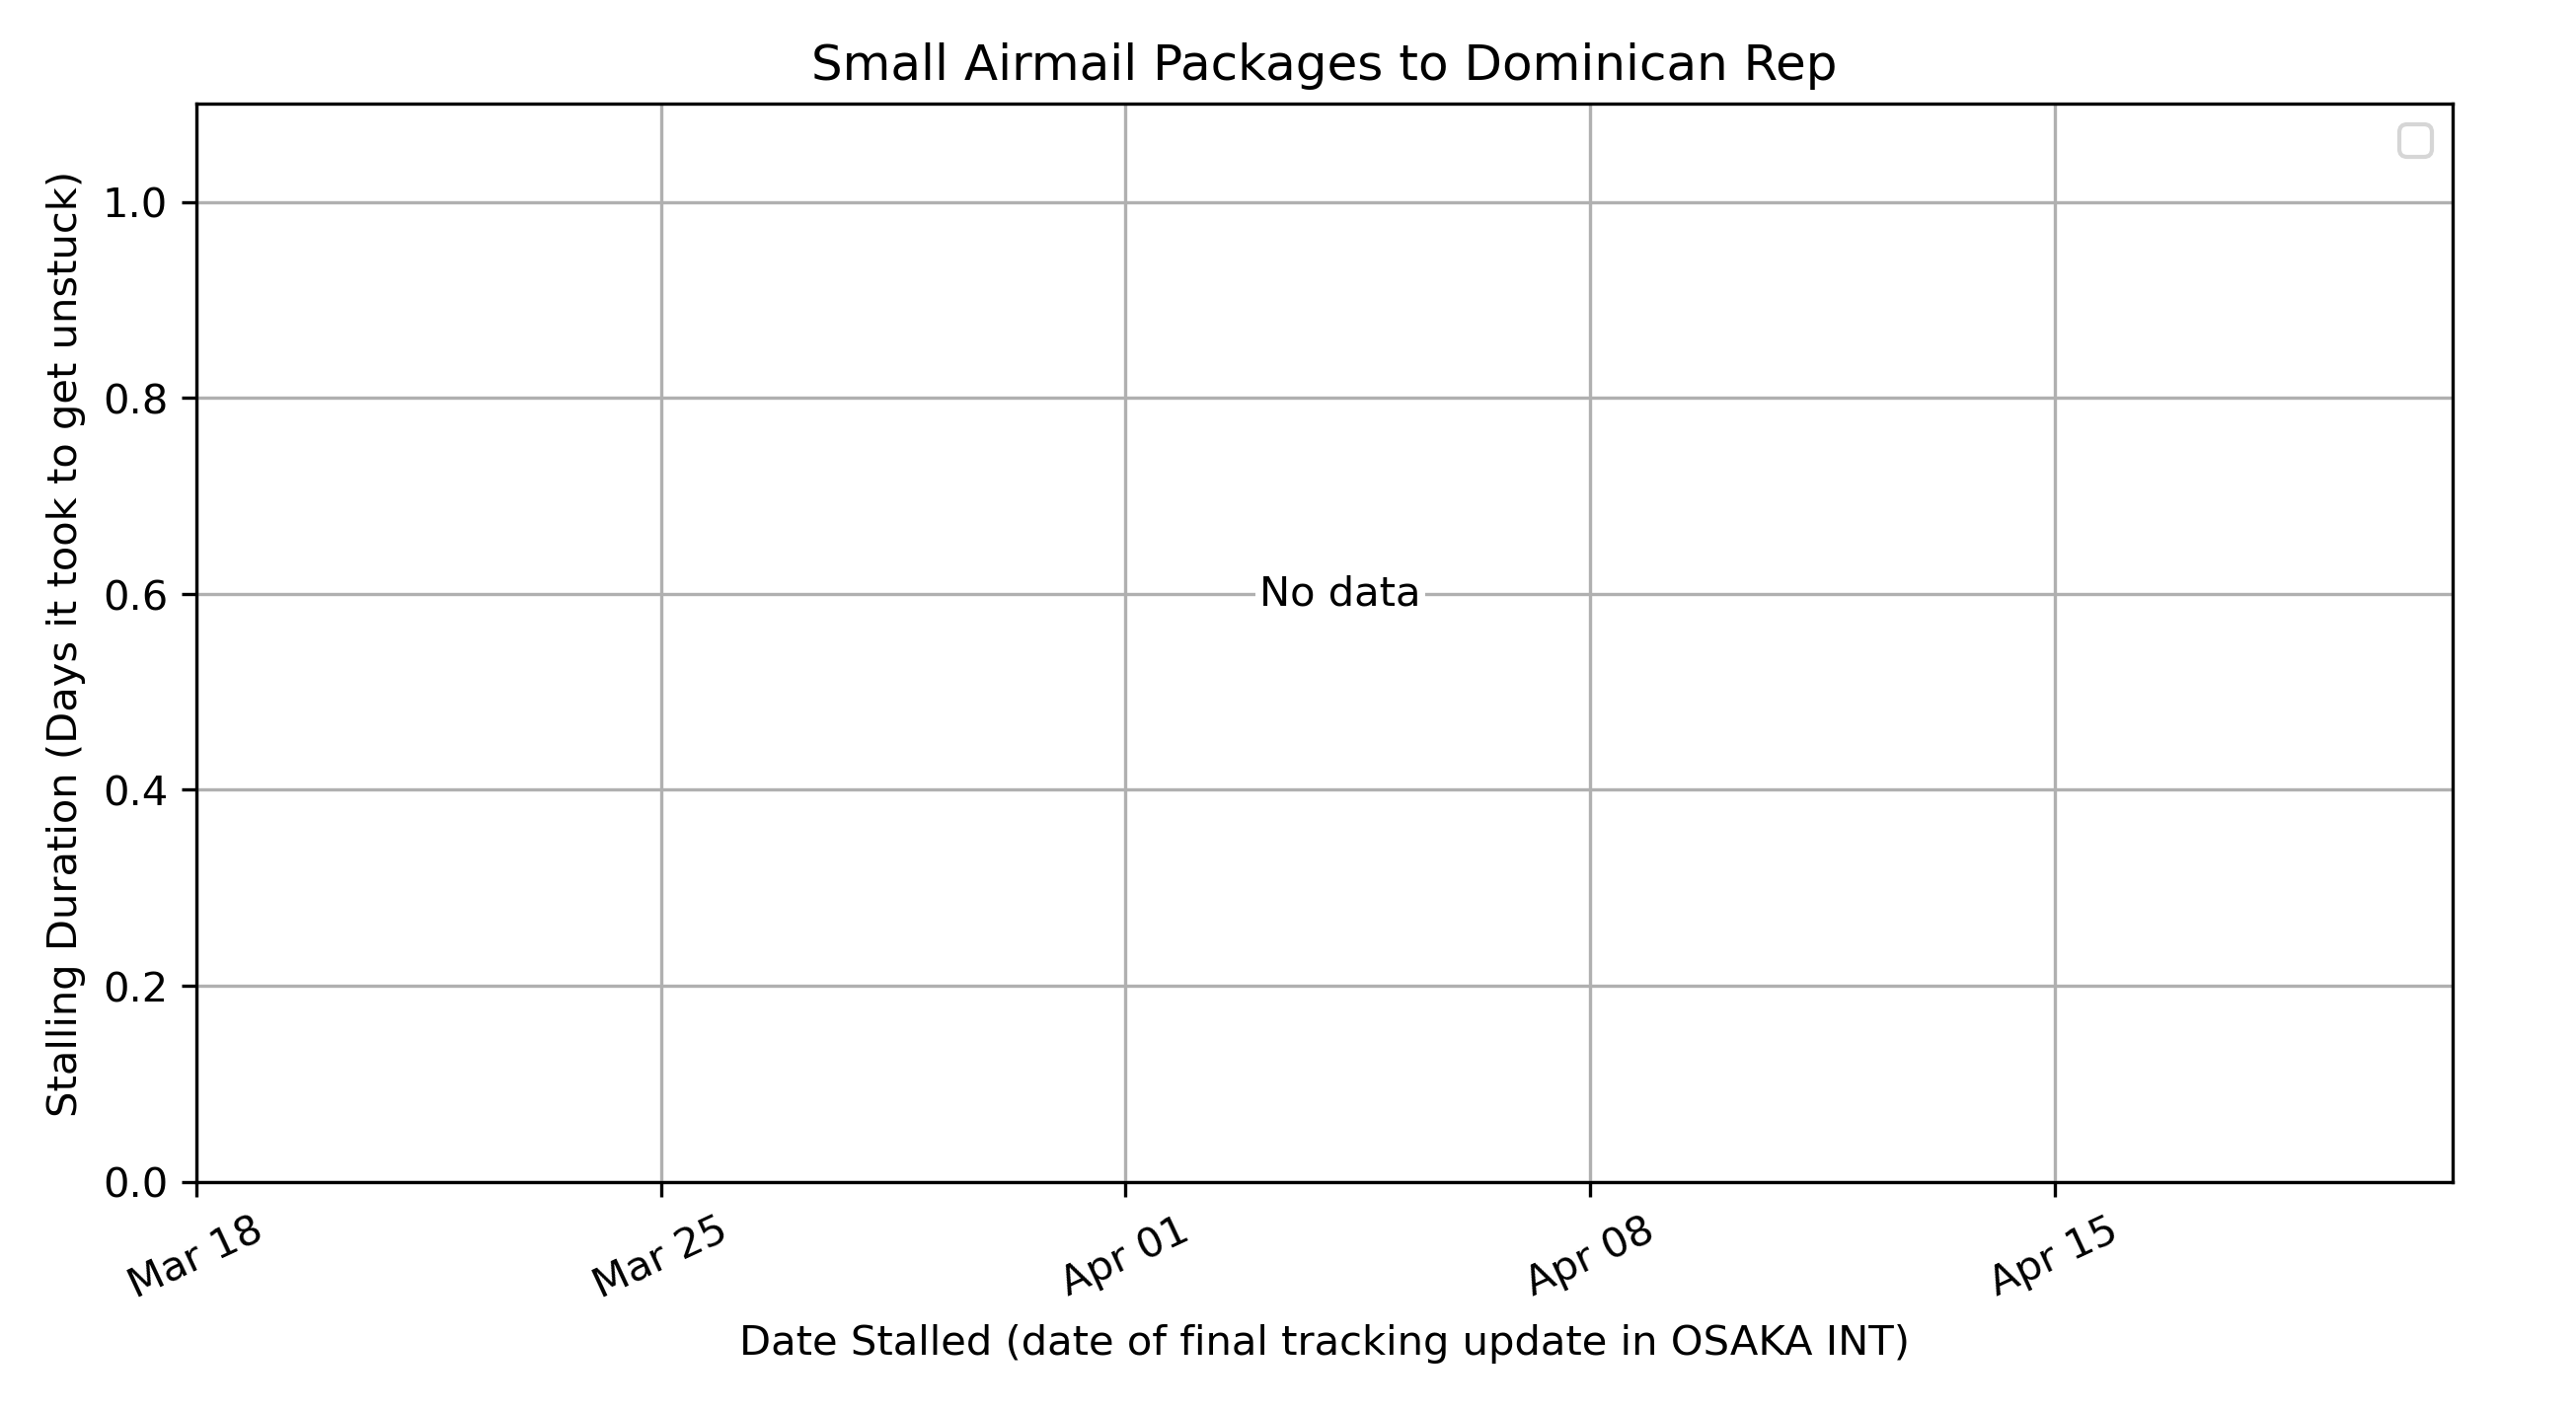 Small Airmail Packages to Dominican Rep
Stalling Duration (Days it took to get unstuck)
1.0
0.8
0.6
0.4
0.2
0.0
No data
Mar 18
Mar 25
Apr 01
Apr 08
Apr 15
Date Stalled (date of final tracking update in OSAKA INT)